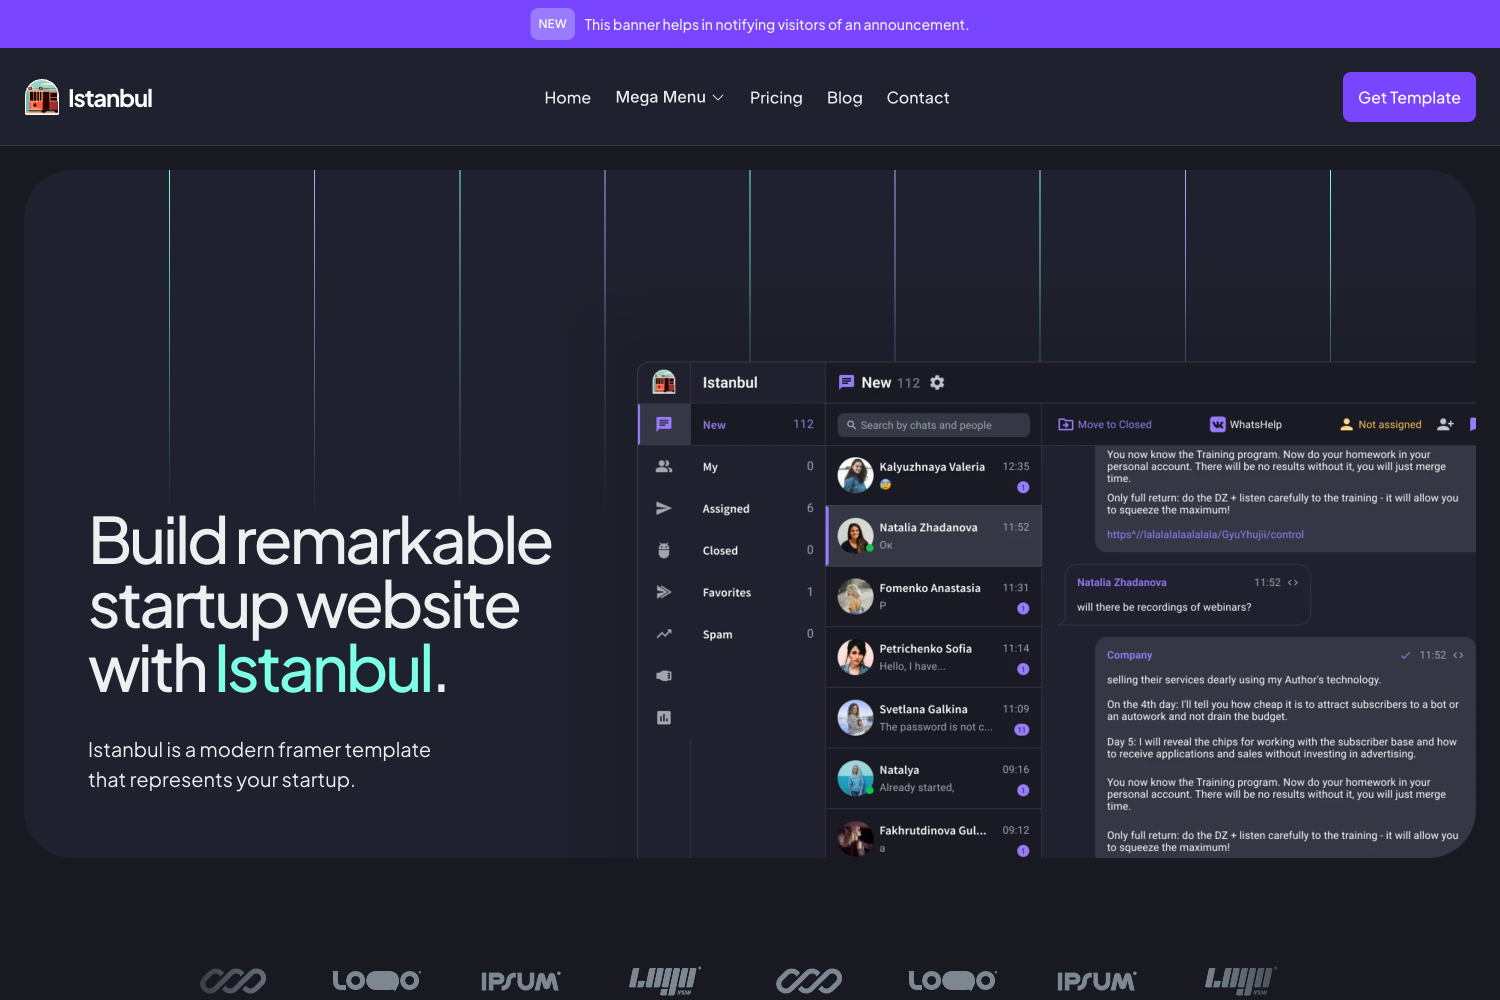 NEW This banner helps in notifying visitors of an announcement.
Istanbul
Home Mega Menu Pricing Blog Contact
Get Template
Build remarkable
startup website
with Istanbul.
Istanbul is a modern framer template
that represents your startup.
Istanbul
New 112
New 112
My 0
Assigned 6
Closed 0
Favorites 1
Spam 0
Search by chats and people
Kalyuzhnaya Valeria 12:35
1
Natalia Zhadanova 11:52
Ок
Fomenko Anastasia 11:31
P 1
Petrichenko Sofia 11:14
Hello, I have... 1
Svetlana Galkina 11:09
The password is not c... 11
Natalya 09:16
Already started, 1
Fakhrutdinova Gul... 09:12
a 1
Move to Closed WhatsHelp Not assigned
You now know the Training program. Now do your homework in your
personal account. There will be no results without it, you will just merge
time.
Only full return: do the DZ + listen carefully to the training - it will allow you
to squeeze the maximum!
https^//lalalalalaalalala/GyuYhujii/control
Natalia Zhadanova 11:52
will there be recordings of webinars?
Company 11:52
selling their services dearly using my Author's technology.
On the 4th day: I'll tell you how cheap it is to attract subscribers to a bot or
an autowork and not drain the budget.
Day 5: I will reveal the chips for working with the subscriber base and how
to receive applications and sales without investing in advertising.
You now know the Training program. Now do your homework in your
personal account. There will be no results without it, you will just merge
time.
Only full return: do the DZ + listen carefully to the training - it will allow you
to squeeze the maximum!
LOGO IPSUM LOGO IPSUM LOGO IPSUM LOGO IPSUM